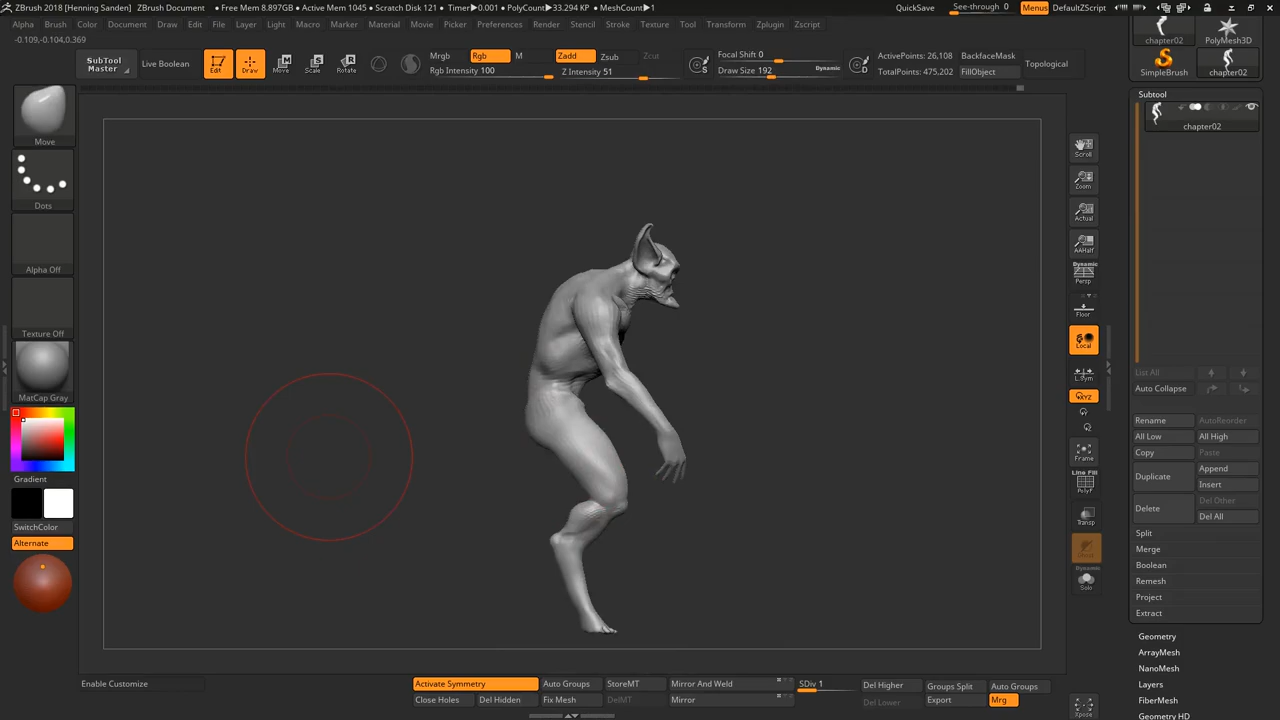 ZBrush 2018 [Henning Sanden] ZBrush Document • Free Mem 8.897GB • Active Mem 1045 • Scratch Disk 121 • Timer▶0.001 • PolyCount▶33.294 KP • MeshCount▶1 QuickSave See-through 0 Menus DefaultZScript
Alpha Brush Color Document Draw Edit File Layer Light Macro Marker Material Movie Picker Preferences Render Stencil Stroke Texture Tool Transform Zplugin Zscript
-0.109,-0.104,0.369
SubTool Master
Live Boolean
Edit
Draw
Move
Scale
Rotate
Mrgb Rgb M
Rgb Intensity 100
Zadd Zsub Zcut
Z Intensity 51
Focal Shift 0
Draw Size 192 Dynamic
ActivePoints: 26,108
TotalPoints: 475,202
BackfaceMask
FillObject
Topological
chapter02
PolyMesh3D
SimpleBrush
chapter02
Move
Dots
Alpha Off
Texture Off
MatCap Gray
Gradient
SwitchColor
Alternate
Scroll
Zoom
Actual
AAHalf
Dynamic
Persp
Floor
Local
L.Sym
XYZ
Frame
Line Fill
PolyF
Transp
Dynamic
Solo
Xpose
Subtool
chapter02
List All
Auto Collapse
Rename AutoReorder
All Low All High
Copy Paste
Duplicate Append
Insert
Delete Del Other
Del All
Split
Merge
Boolean
Remesh
Project
Extract
Geometry
ArrayMesh
NanoMesh
Layers
FiberMesh
Geometry HD
Enable Customize
Activate Symmetry Auto Groups StoreMT Mirror And Weld SDiv 1 Del Higher Groups Split Auto Groups
Close Holes Del Hidden Fix Mesh DelMT Mirror Del Lower Export Mrg